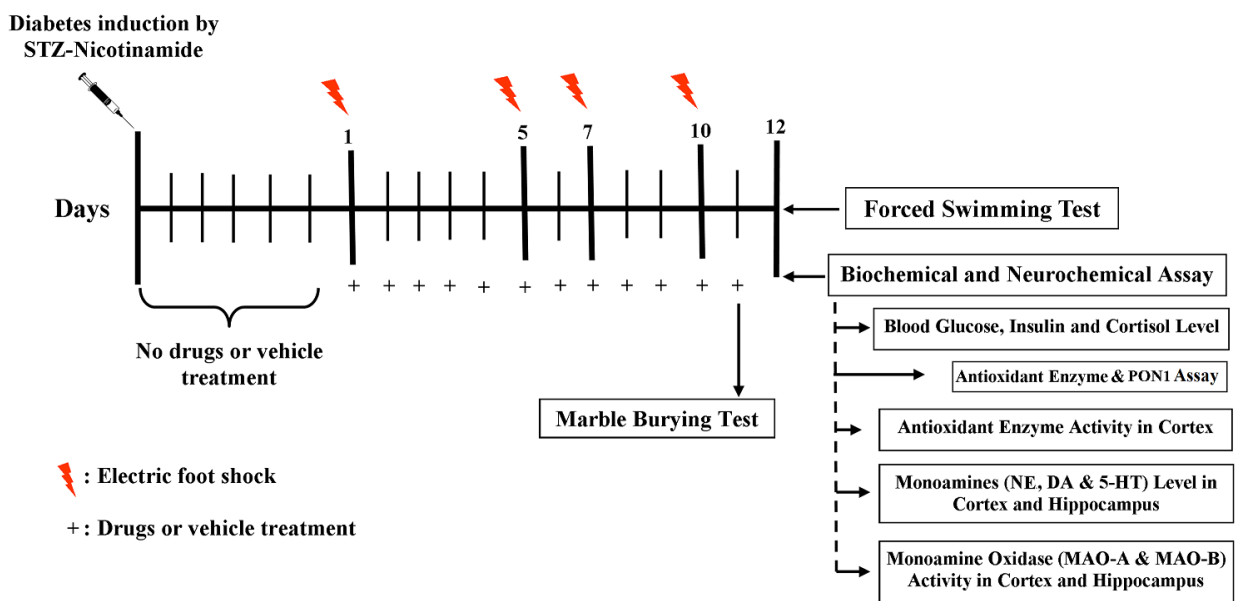 Diabetes induction by
STZ-Nicotinamide
1
5
7
10
12
Days
+ + + + + + + + + + + +
No drugs or vehicle
treatment
Forced Swimming Test
Biochemical and Neurochemical Assay
Blood Glucose, Insulin and Cortisol Level
Antioxidant Enzyme & PON1 Assay
Antioxidant Enzyme Activity in Cortex
Monoamines (NE, DA & 5-HT) Level in
Cortex and Hippocampus
Monoamine Oxidase (MAO-A & MAO-B)
Activity in Cortex and Hippocampus
Marble Burying Test
: Electric foot shock
+ : Drugs or vehicle treatment